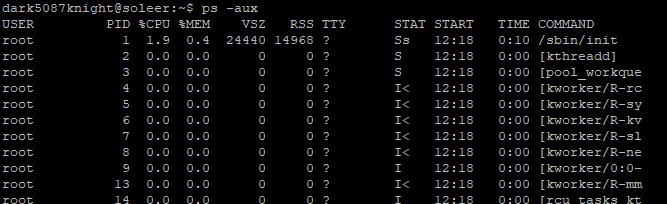 dark5087knight@soleer:~$ ps -aux
USER         PID %CPU %MEM    VSZ   RSS TTY      STAT START   TIME COMMAND
root           1  1.9  0.4  24440 14968 ?        Ss   12:18   0:10 /sbin/init
root           2  0.0  0.0      0     0 ?        S    12:18   0:00 [kthreadd]
root           3  0.0  0.0      0     0 ?        S    12:18   0:00 [pool_workque
root           4  0.0  0.0      0     0 ?        I<   12:18   0:00 [kworker/R-rc
root           5  0.0  0.0      0     0 ?        I<   12:18   0:00 [kworker/R-sy
root           6  0.0  0.0      0     0 ?        I<   12:18   0:00 [kworker/R-kv
root           7  0.0  0.0      0     0 ?        I<   12:18   0:00 [kworker/R-sl
root           8  0.0  0.0      0     0 ?        I<   12:18   0:00 [kworker/R-ne
root           9  0.0  0.0      0     0 ?        I    12:18   0:00 [kworker/0:0-
root          13  0.0  0.0      0     0 ?        I<   12:18   0:00 [kworker/R-mm
root          14  0.0  0.0      0     0 ?        I    12:18   0:00 [rcu_tasks_kt